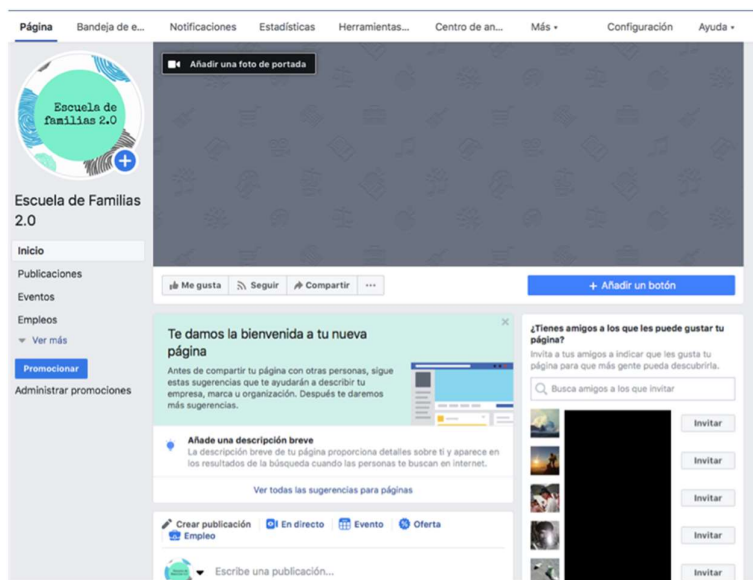 Página Bandeja de e... Notificaciones Estadísticas Herramientas... Centro de an... Más Configuración Ayuda
Añadir una foto de portada
Escuela de
familias 2.0
Escuela de Familias
2.0
Inicio
Publicaciones
Eventos
Empleos
Ver más
Promocionar
Administrar promociones
Me gusta Seguir Compartir ...
+ Añadir un botón
Te damos la bienvenida a tu nueva
página
Antes de compartir tu página con otras personas, sigue
estas sugerencias que te ayudarán a describir tu
empresa, marca u organización. Después te daremos
más sugerencias.
Añade una descripción breve
La descripción breve de tu página proporciona detalles sobre ti y aparece en
los resultados de la búsqueda cuando las personas te buscan en internet.
Ver todas las sugerencias para páginas
Crear publicación En directo Evento Oferta
Empleo
Escribe una publicación...
¿Tienes amigos a los que les puede gustar tu
página?
Invita a tus amigos a indicar que les gusta tu
página para que más gente pueda descubrirla.
Busca amigos a los que invitar
Invitar
Invitar
Invitar
Invitar
Invitar